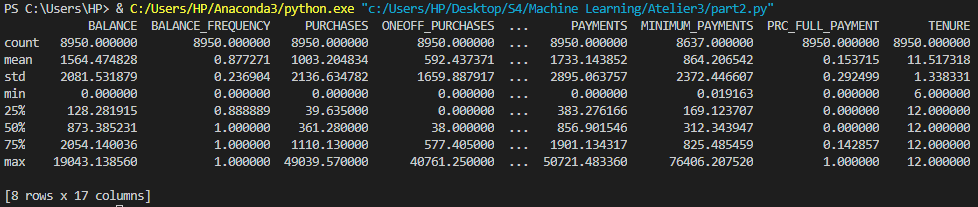 PS C:\Users\HP> & C:/Users/HP/Anaconda3/python.exe "c:/Users/HP/Desktop/S4/Machine Learning/Atelier3/part2.py"
BALANCE BALANCE_FREQUENCY PURCHASES ONEOFF_PURCHASES ... PAYMENTS MINIMUM_PAYMENTS PRC_FULL_PAYMENT TENURE
count 8950.000000 8950.000000 8950.000000 8950.000000 ... 8950.000000 8637.000000 8950.000000 8950.000000
mean 1564.474828 0.877271 1003.204834 592.437371 ... 1733.143852 864.206542 0.153715 11.517318
std 2081.531879 0.236904 2136.634782 1659.887917 ... 2895.063757 2372.446607 0.292499 1.338331
min 0.000000 0.000000 0.000000 0.000000 ... 0.000000 0.019163 0.000000 6.000000
25% 128.281915 0.888889 39.635000 0.000000 ... 383.276166 169.123707 0.000000 12.000000
50% 873.385231 1.000000 361.280000 38.000000 ... 856.901546 312.343947 0.000000 12.000000
75% 2054.140036 1.000000 1110.130000 577.405000 ... 1901.134317 825.485459 0.142857 12.000000
max 19043.138560 1.000000 49039.570000 40761.250000 ... 50721.483360 76406.207520 1.000000 12.000000
[8 rows x 17 columns]